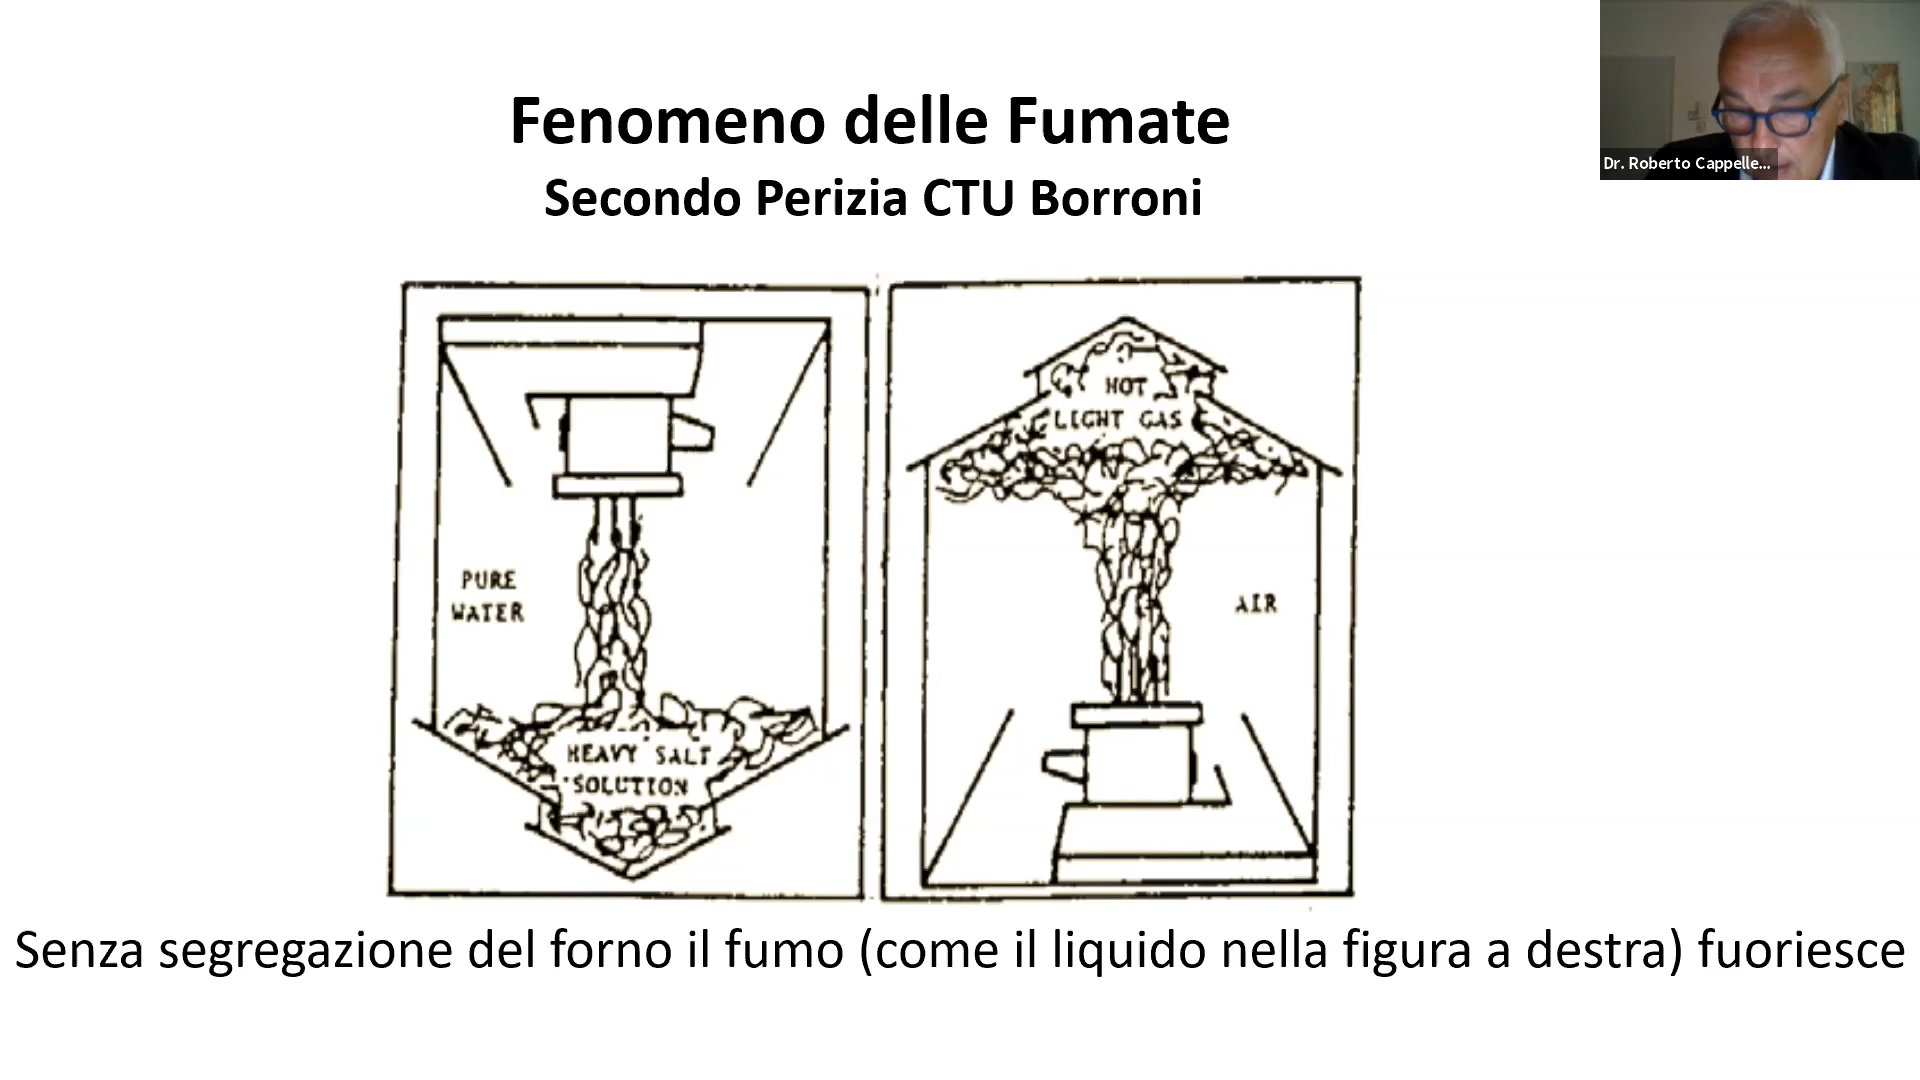 Fenomeno delle Fumate
Secondo Perizia CTU Borroni
Dr. Roberto Cappelle...
PURE
WATER
HEAVY SALT
SOLUTION
HOT
LIGHT GAS
AIR
Senza segregazione del forno il fumo (come il liquido nella figura a destra) fuoriesce